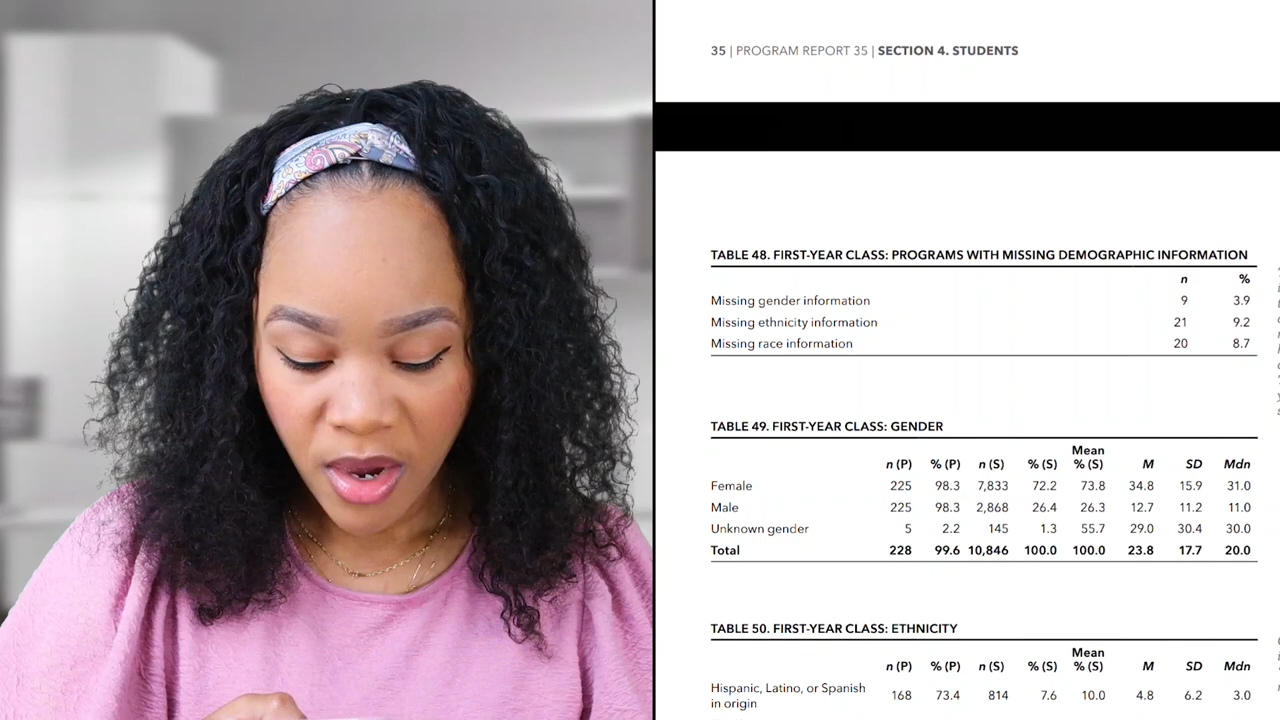 35 | PROGRAM REPORT 35 | SECTION 4. STUDENTS
TABLE 48. FIRST-YEAR CLASS: PROGRAMS WITH MISSING DEMOGRAPHIC INFORMATION
n %
Missing gender information 9 3.9
Missing ethnicity information 21 9.2
Missing race information 20 8.7
TABLE 49. FIRST-YEAR CLASS: GENDER
Mean
n (P) % (P) n (S) % (S) % (S) M SD Mdn
Female 225 98.3 7,833 72.2 73.8 34.8 15.9 31.0
Male 225 98.3 2,868 26.4 26.3 12.7 11.2 11.0
Unknown gender 5 2.2 145 1.3 55.7 29.0 30.4 30.0
Total 228 99.6 10,846 100.0 100.0 23.8 17.7 20.0
TABLE 50. FIRST-YEAR CLASS: ETHNICITY
Mean
n (P) % (P) n (S) % (S) % (S) M SD Mdn
Hispanic, Latino, or Spanish
in origin 168 73.4 814 7.6 10.0 4.8 6.2 3.0